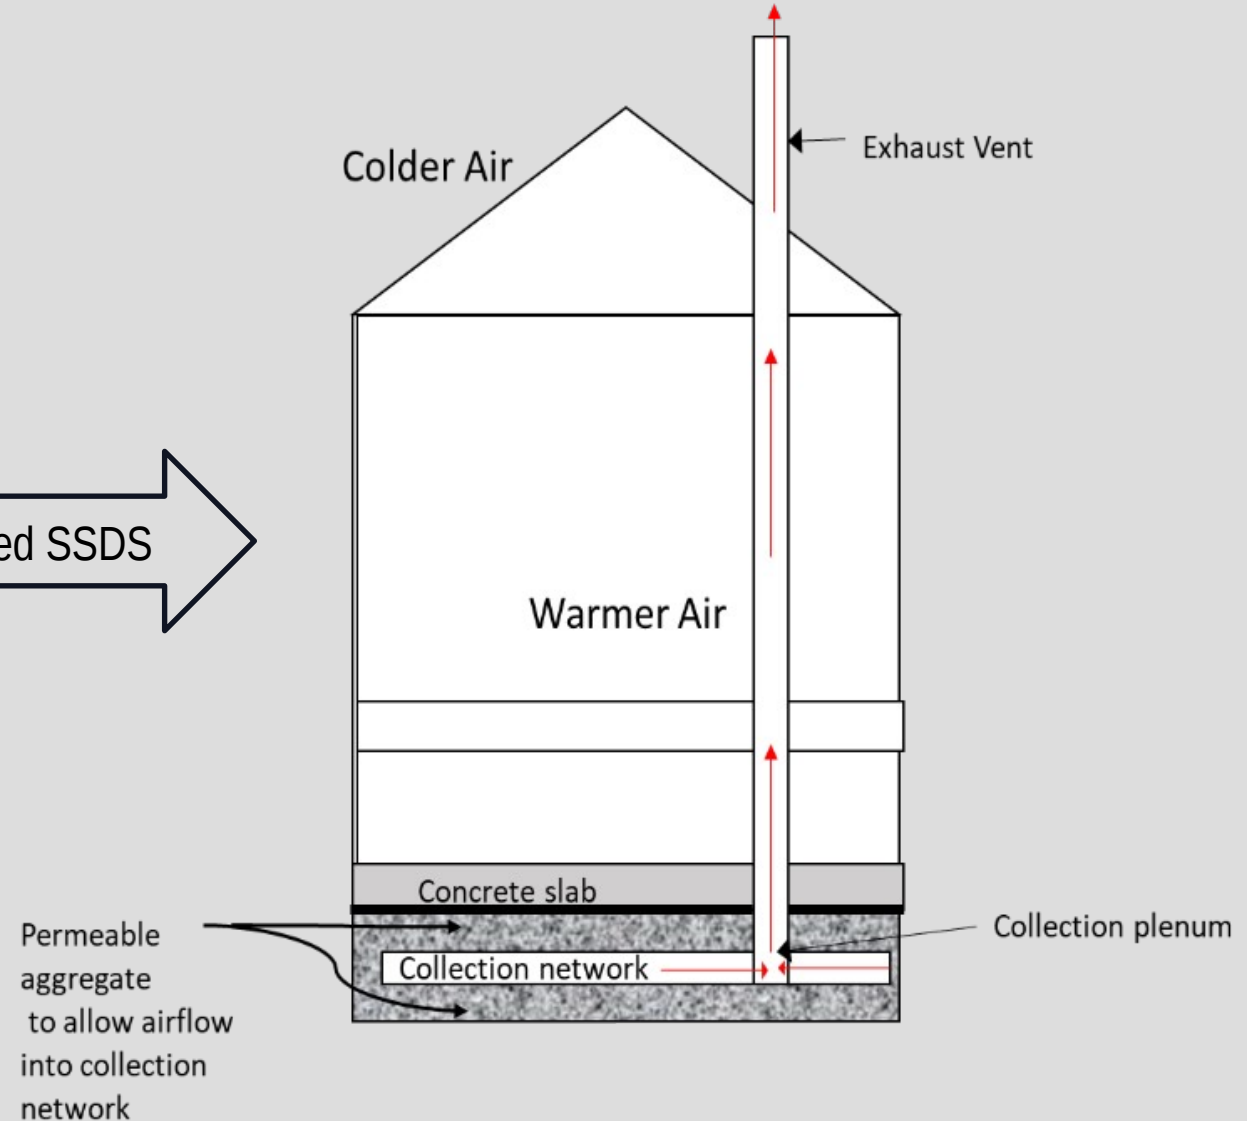 Colder Air
Exhaust Vent
SSDS
Warmer Air
Concrete slab
Permeable
aggregate
to allow airflow
into collection
network
Collection network
Collection plenum